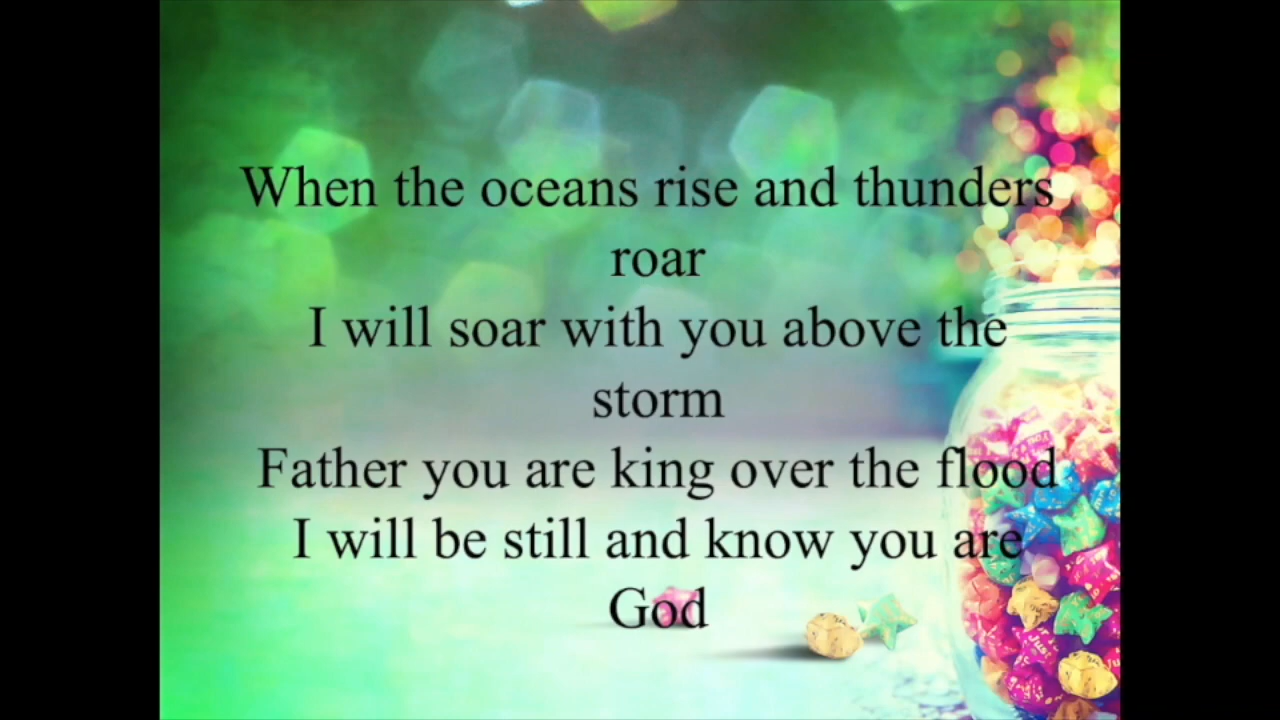 When the oceans rise and thunders
roar
I will soar with you above the
storm
Father you are king over the flood
I will be still and know you are
God